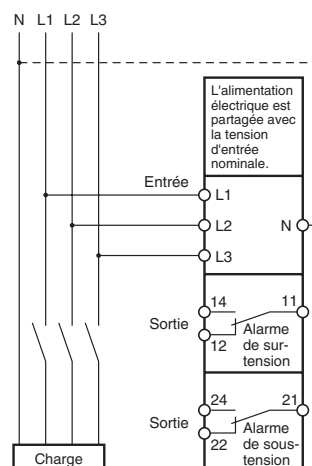 N L1 L2 L3
L'alimentation
électrique est
partagée avec
la tension
d'entrée
nominale.
Entrée
L1
L2
N
L3
14
11
Sortie
12
Alarme
de sur-
tension
24
21
Sortie
22
Alarme
de sous-
tension
Charge